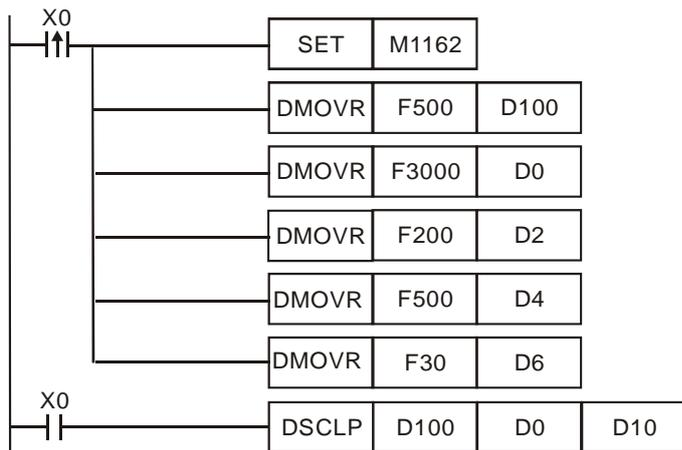 X0
SET M1162
DMOVR F500 D100
DMOVR F3000 D0
DMOVR F200 D2
DMOVR F500 D4
DMOVR F30 D6
X0
DSCLP D100 D0 D10